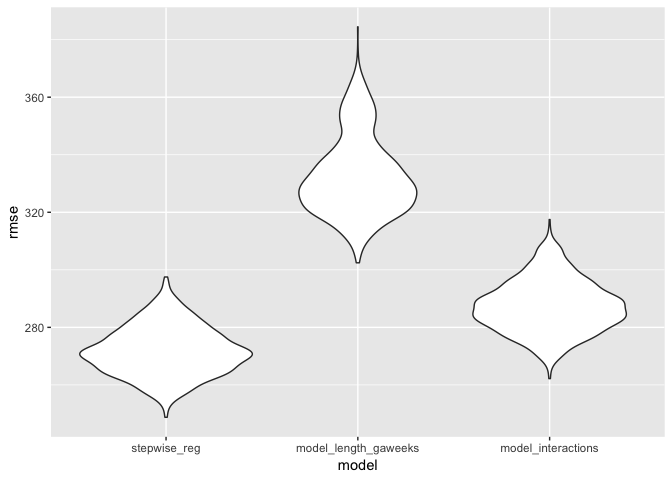 rmse
360
320
280
stepwise_reg model_length_gaweeks model_interactions
model